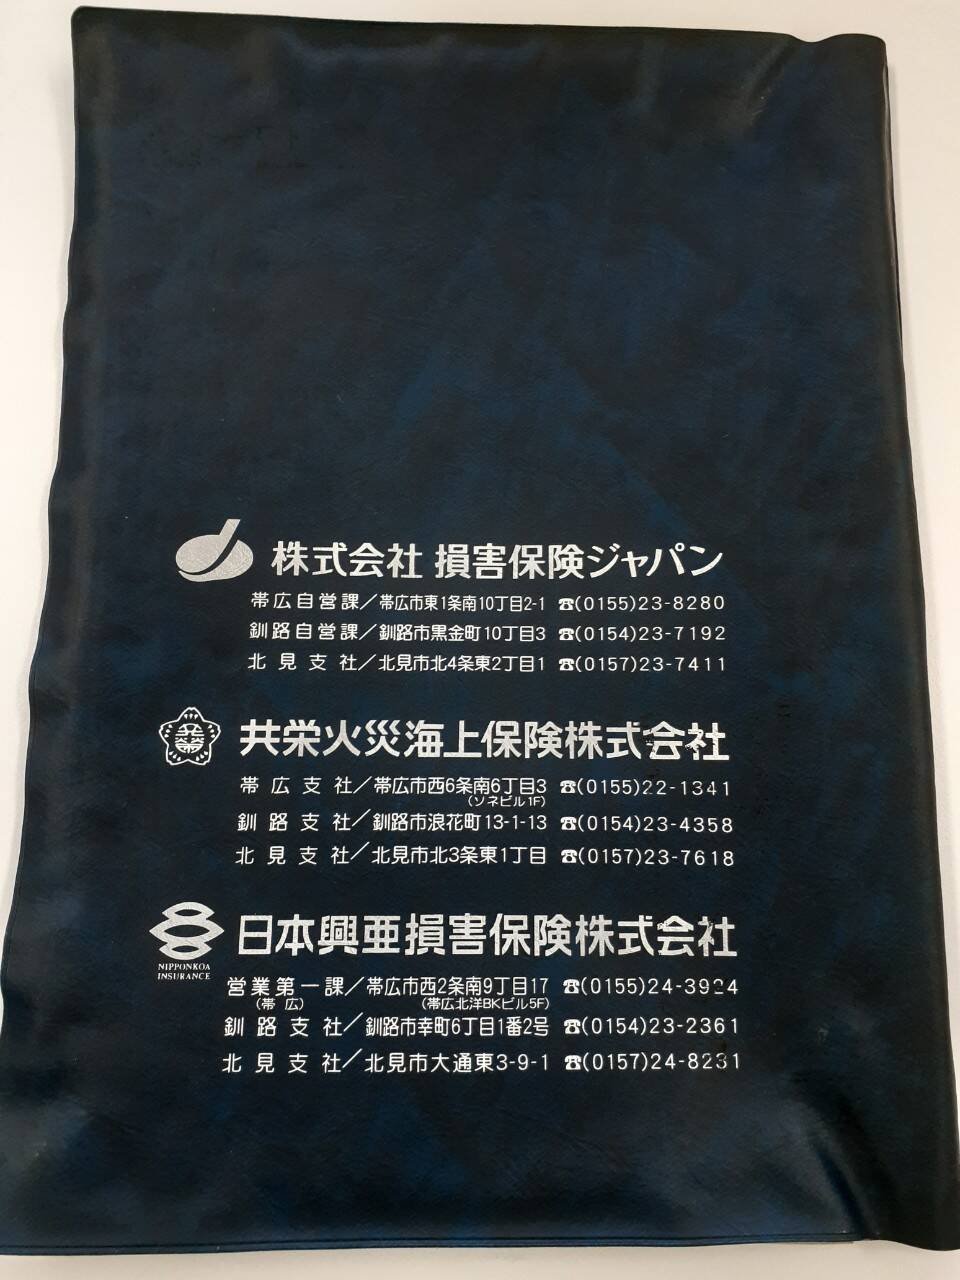 株式会社 損害保険ジャパン
帯広自営課／帯広市東1条南10丁目2-1 ☎(0155)23-8280
釧路自営課／釧路市黒金町10丁目3 ☎(0154)23-7192
北見支社／北見市北4条東2丁目1 ☎(0157)23-7411
共栄火災海上保険株式会社
帯広支社／帯広市西6条南6丁目3 ☎(0155)22-1341
(ソネビル1F)
釧路支社／釧路市浪花町13-1-13 ☎(0154)23-4358
北見支社／北見市北3条東1丁目 ☎(0157)23-7618
日本興亜損害保険株式会社
NIPPONKOA
INSURANCE
営業第一課／帯広市西2条南9丁目17 ☎(0155)24-3924
(帯広) (帯広北洋BKビル5F)
釧路支社／釧路市幸町6丁目1番2号 ☎(0154)23-2361
北見支社／北見市大通東3-9-1 ☎(0157)24-8231